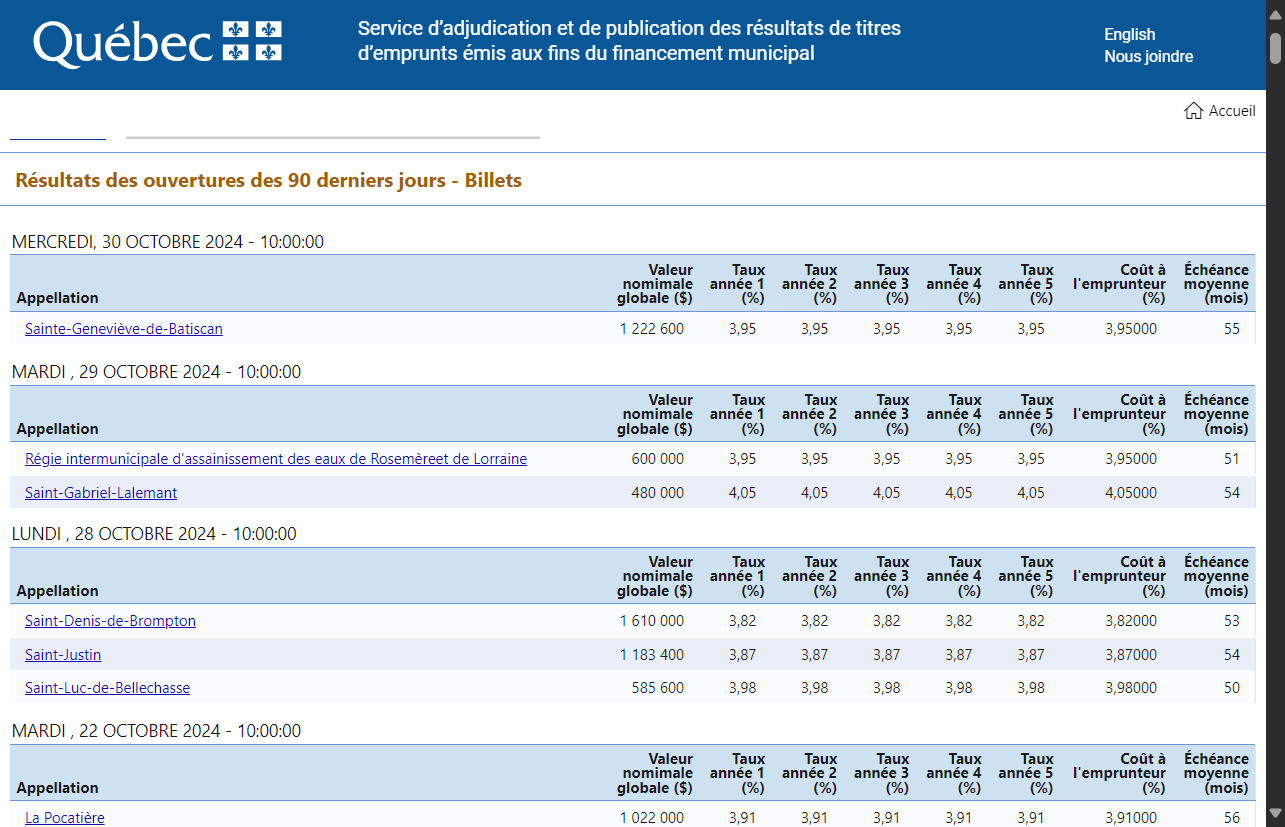 Québec
Service d’adjudication et de publication des résultats de titres
d’emprunts émis aux fins du financement municipal
English
Nous joindre
Accueil
Résultats des ouvertures des 90 derniers jours - Billets
MERCREDI, 30 OCTOBRE 2024 - 10:00:00
Appellation Valeur nomimale globale ($) Taux année 1 (%) Taux année 2 (%) Taux année 3 (%) Taux année 4 (%) Taux année 5 (%) Coût à l'emprunteur (%) Échéance moyenne (mois)
Sainte-Geneviève-de-Batiscan 1 222 600 3,95 3,95 3,95 3,95 3,95 3,95000 55
MARDI , 29 OCTOBRE 2024 - 10:00:00
Appellation Valeur nomimale globale ($) Taux année 1 (%) Taux année 2 (%) Taux année 3 (%) Taux année 4 (%) Taux année 5 (%) Coût à l'emprunteur (%) Échéance moyenne (mois)
Régie intermunicipale d'assainissement des eaux de Rosemèreet de Lorraine 600 000 3,95 3,95 3,95 3,95 3,95 3,95000 51
Saint-Gabriel-Lalemant 480 000 4,05 4,05 4,05 4,05 4,05 4,05000 54
LUNDI , 28 OCTOBRE 2024 - 10:00:00
Appellation Valeur nomimale globale ($) Taux année 1 (%) Taux année 2 (%) Taux année 3 (%) Taux année 4 (%) Taux année 5 (%) Coût à l'emprunteur (%) Échéance moyenne (mois)
Saint-Denis-de-Brompton 1 610 000 3,82 3,82 3,82 3,82 3,82 3,82000 53
Saint-Justin 1 183 400 3,87 3,87 3,87 3,87 3,87 3,87000 54
Saint-Luc-de-Bellechasse 585 600 3,98 3,98 3,98 3,98 3,98 3,98000 50
MARDI , 22 OCTOBRE 2024 - 10:00:00
Appellation Valeur nomimale globale ($) Taux année 1 (%) Taux année 2 (%) Taux année 3 (%) Taux année 4 (%) Taux année 5 (%) Coût à l'emprunteur (%) Échéance moyenne (mois)
La Pocatière 1 022 000 3,91 3,91 3,91 3,91 3,91 3,91000 56